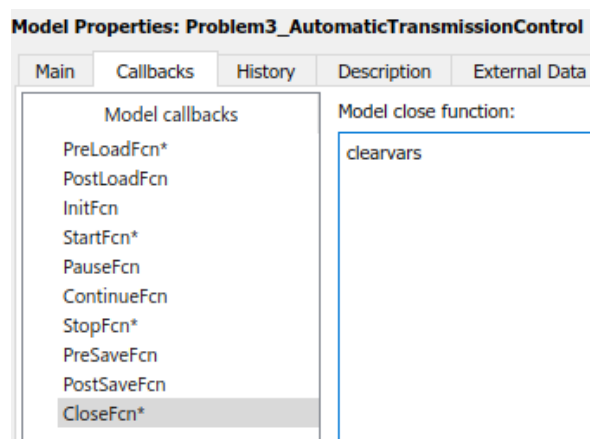 Model Properties: Problem3_AutomaticTransmissionControl
Main Callbacks History Description External Data
Model callbacks
PreLoadFcn*
PostLoadFcn
InitFcn
StartFcn*
PauseFcn
ContinueFcn
StopFcn*
PreSaveFcn
PostSaveFcn
CloseFcn*
Model close function:
clearvars